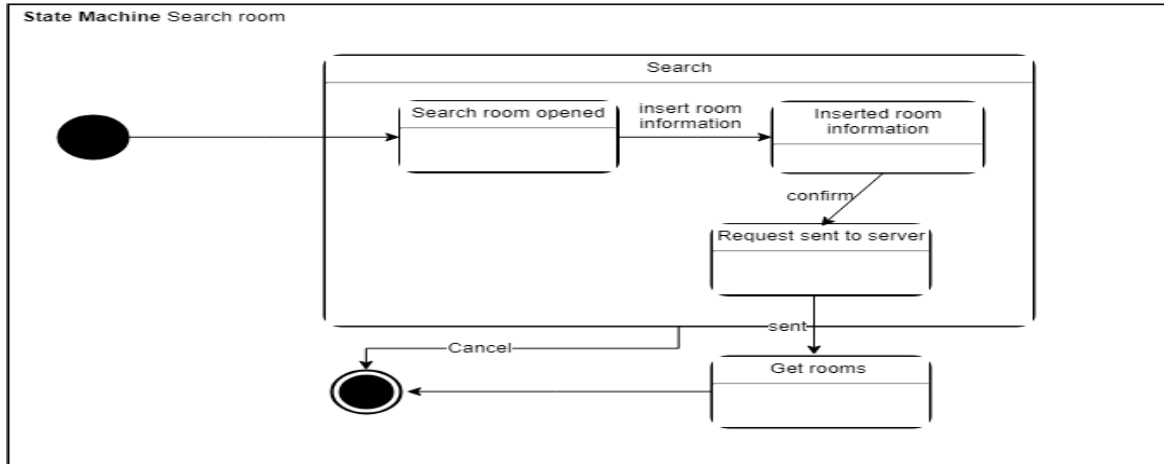 State Machine Search room
Search
Search room opened
insert room
information
Inserted room
information
confirm
Request sent to server
sent
Cancel
Get rooms